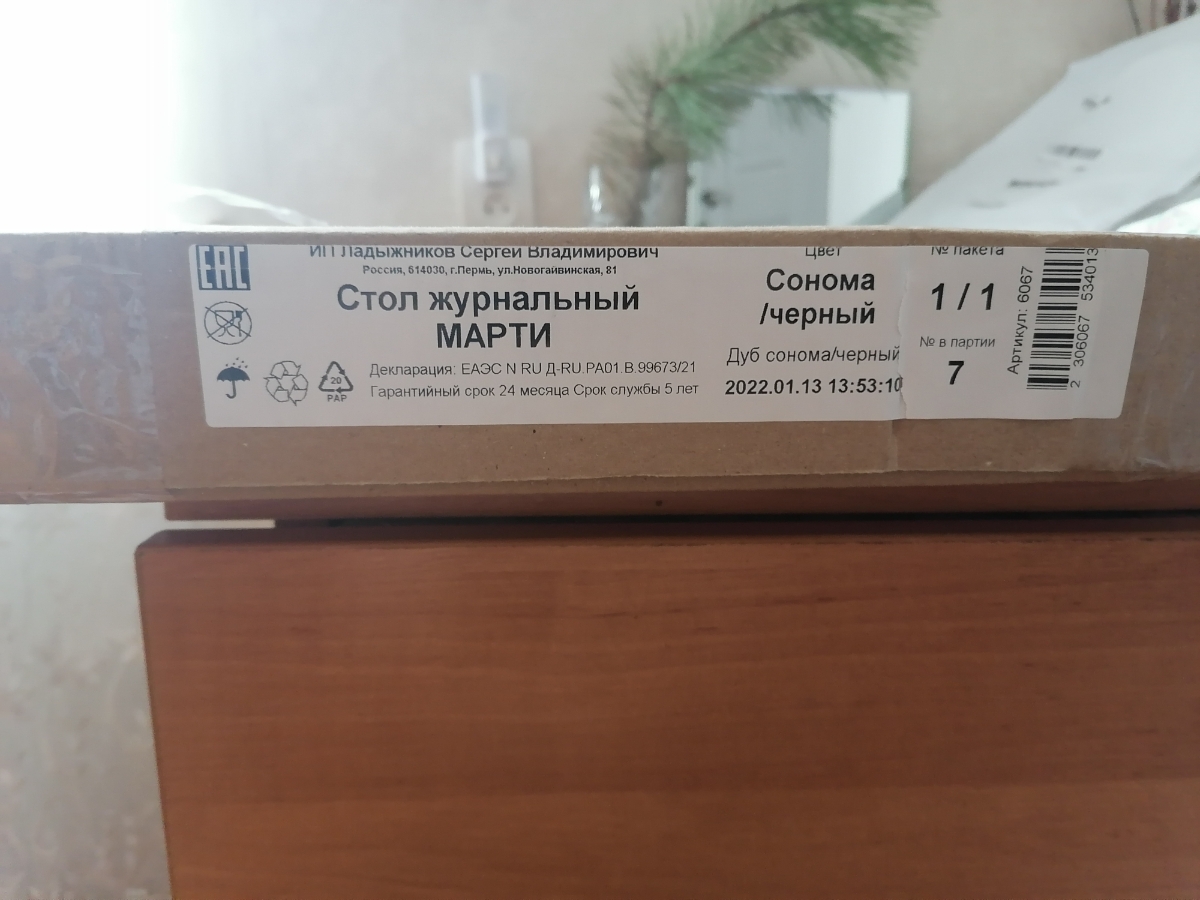 EAC
ИП Ладыжников Сергей Владимирович
Россия, 614030, г.Пермь, ул.Новогайвинская, 81
Стол журнальный
МАРТИ
Декларация: ЕАЭС N RU Д-RU.РА01.В.99673/21
Гарантийный срок 24 месяца Срок службы 5 лет
20
PAP
Цвет
Сонома
/черный
Дуб сонома/черный
2022.01.13 13:53:10
№ пакета
1 / 1
№ в партии
7
Артикул: 6067
2 306067 534013